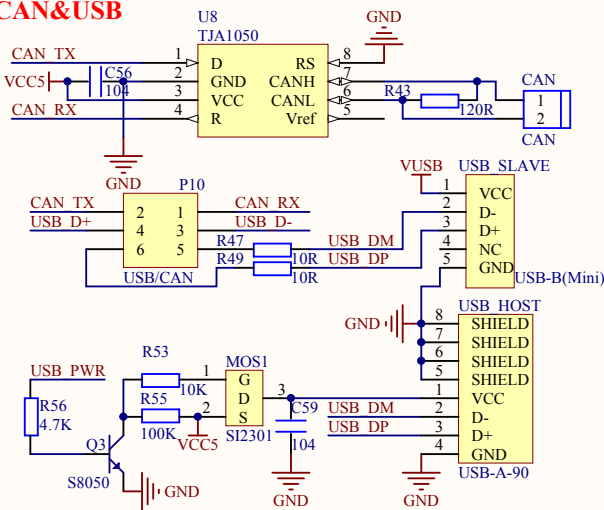 CAN&USB
U8
TJA1050
GND
CAN_TX
1
D
RS
8
C56
2
GND
CANH
7
VCC5
104
3
VCC
CANL
6
R43
CAN
CAN_RX
4
R
Vref
5
120R
1
2
CAN
GND
P10
VUSB
USB_SLAVE
CAN_TX
2
1
CAN_RX
USB_D+
4
3
USB_D-
6
5
USB/CAN
R47
10R
USB_DM
R49
10R
USB_DP
1
VCC
2
D-
3
D+
4
NC
5
GND
USB-B(Mini)
USB_HOST
GND
8
SHIELD
7
SHIELD
6
SHIELD
5
SHIELD
1
VCC
USB_DM
2
D-
USB_DP
3
D+
4
GND
USB-A-90
GND
USB_PWR
R53
10K
MOS1
1
G
D
3
2
S
SI2301
R56
4.7K
R55
100K
VCC5
C59
104
Q3
S8050
GND
GND